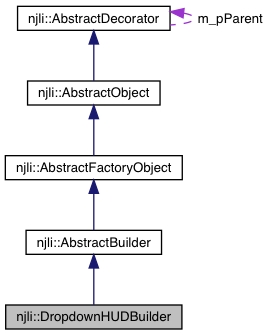 njli::AbstractDecorator
m_pParent
njli::AbstractObject
njli::AbstractFactoryObject
njli::AbstractBuilder
njli::DropdownHUDBuilder